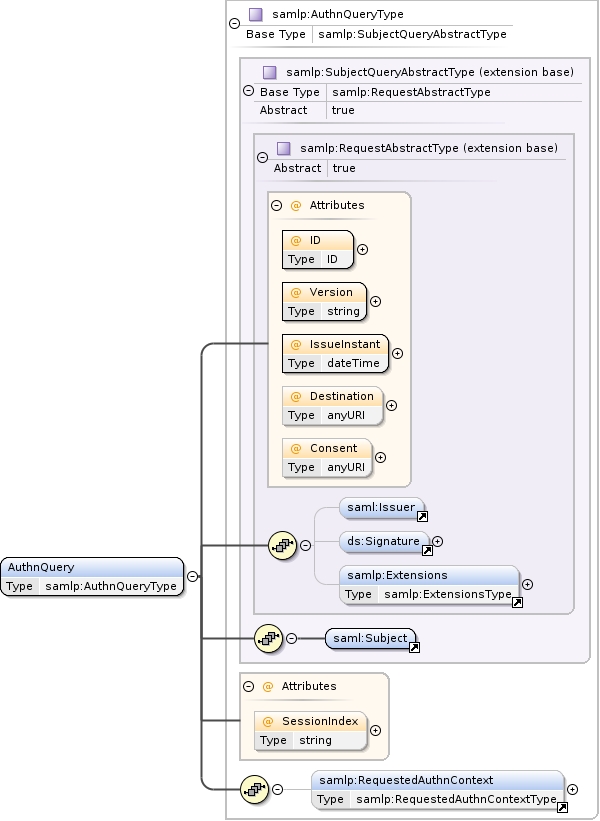 samlp:AuthnQueryType
Base Type samlp:SubjectQueryAbstractType
samlp:SubjectQueryAbstractType (extension base)
Base Type samlp:RequestAbstractType
Abstract true
samlp:RequestAbstractType (extension base)
Abstract true
@ Attributes
@ ID
Type ID
@ Version
Type string
@ IssueInstant
Type dateTime
@ Destination
Type anyURI
@ Consent
Type anyURI
saml:Issuer
ds:Signature
samlp:Extensions
Type samlp:ExtensionsType
AuthnQuery
Type samlp:AuthnQueryType
saml:Subject
@ Attributes
@ SessionIndex
Type string
samlp:RequestedAuthnContext
Type samlp:RequestedAuthnContextType